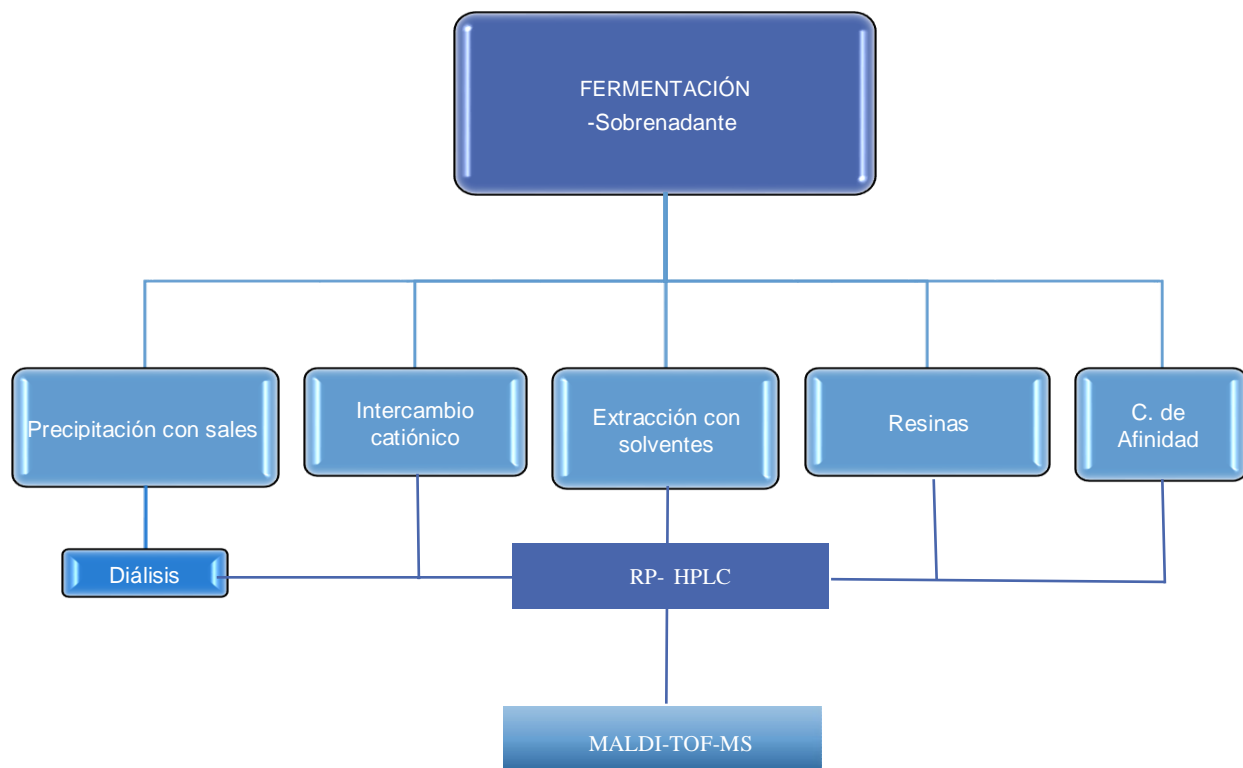 FERMENTACIÓN
-Sobrenadante
Precipitación con sales
Intercambio
catiónico
Extracción con
solventes
Resinas
C. de
Afinidad
Diálisis
RP- HPLC
MALDI-TOF-MS